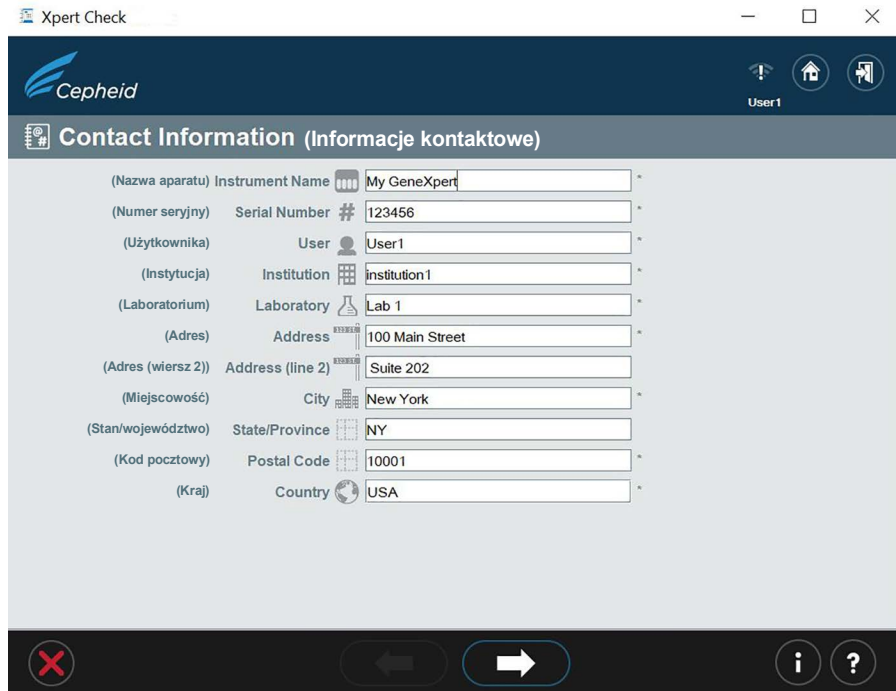 Xpert Check
Cepheid
User1
Contact Information (Informacje kontaktowe)
(Nazwa aparatu) Instrument Name My GeneXpert *
(Numer seryjny) Serial Number # 123456 *
(Użytkownika) User User1 *
(Instytucja) Institution institution1 *
(Laboratorium) Laboratory Lab 1 *
(Adres) Address 100 Main Street *
(Adres (wiersz 2)) Address (line 2) Suite 202
(Miejscowość) City New York *
(Stan/województwo) State/Province NY
(Kod pocztowy) Postal Code 10001 *
(Kraj) Country USA *
i ?